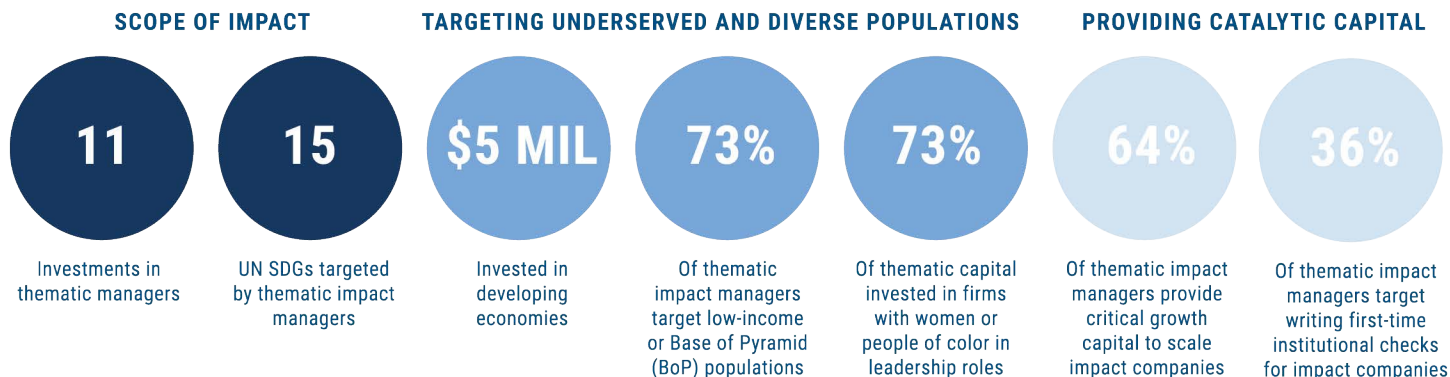 SCOPE OF IMPACT
TARGETING UNDERSERVED AND DIVERSE POPULATIONS
PROVIDING CATALYTIC CAPITAL
11
Investments in
thematic managers
15
UN SDGs targeted
by thematic impact
managers
$5 MIL
Invested in
developing
economies
73%
Of thematic
impact managers
target low-income
or Base of Pyramid
(BoP) populations
73%
Of thematic capital
invested in firms
with women or
people of color in
leadership roles
64%
Of thematic impact
managers provide
critical growth
capital to scale
impact companies
36%
Of thematic impact
managers target
writing first-time
institutional checks
for impact companies